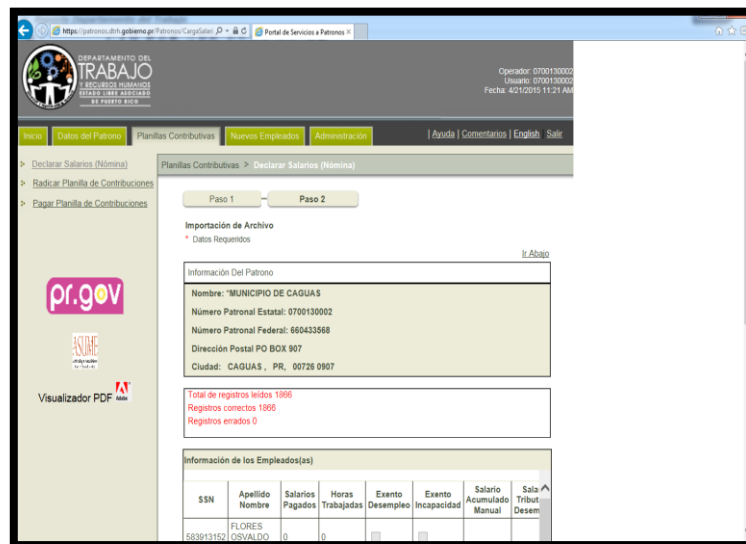 https://patronos.dtrh.gobierno.pr/Patronos/CargaSalari
Portal de Servicios a Patronos
DEPARTAMENTO DEL
TRABAJO
Y RECURSOS HUMANOS
ESTADO LIBRE ASOCIADO
DE PUERTO RICO
Operador: 0700130002
Usuario: 0700130002
Fecha: 4/21/2015 11:21 AM
Inicio Datos del Patrono Planillas Contributivas Nuevos Empleados Administración | Ayuda | Comentarios | English Salir
Declarar Salarios (Nómina)
Radicar Planilla de Contribuciones
Pagar Planilla de Contribuciones
pr.gov
ASUME
Visualizador PDF Adobe
Planillas Contributivas > Declarar Salarios (Nómina)
Paso 1 Paso 2
Importación de Archivo
* Datos Requeridos
Ir Abajo
Información Del Patrono
Nombre: "MUNICIPIO DE CAGUAS
Número Patronal Estatal: 0700130002
Número Patronal Federal: 660433568
Dirección Postal PO BOX 907
Ciudad: CAGUAS , PR, 00726 0907
Total de registros leídos 1866
Registros correctos 1866
Registros errados 0
Información de los Empleados(as)
SSN Apellido Nombre Salarios Pagados Horas Trabajadas Exento Desempleo Exento Incapacidad Salario Acumulado Manual Sala Tribut Desem
FLORES
583913152 OSVALDO 0 0